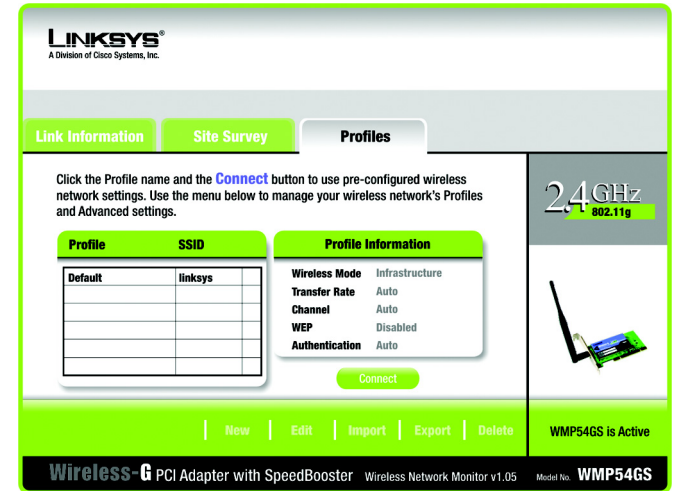 LINKSYS®
A Division of Cisco Systems, Inc.
Link Information
Site Survey
Profiles
Click the Profile name and the Connect button to use pre-configured wireless
network settings. Use the menu below to manage your wireless network's Profiles
and Advanced settings.
2,4GHz
802.11g
Profile SSID
Default linksys
Profile Information
Wireless Mode Infrastructure
Transfer Rate Auto
Channel Auto
WEP Disabled
Authentication Auto
Connect
New Edit Import Export Delete
WMP54GS is Active
Wireless-G PCI Adapter with SpeedBooster Wireless Network Monitor v1.05 Model No. WMP54GS